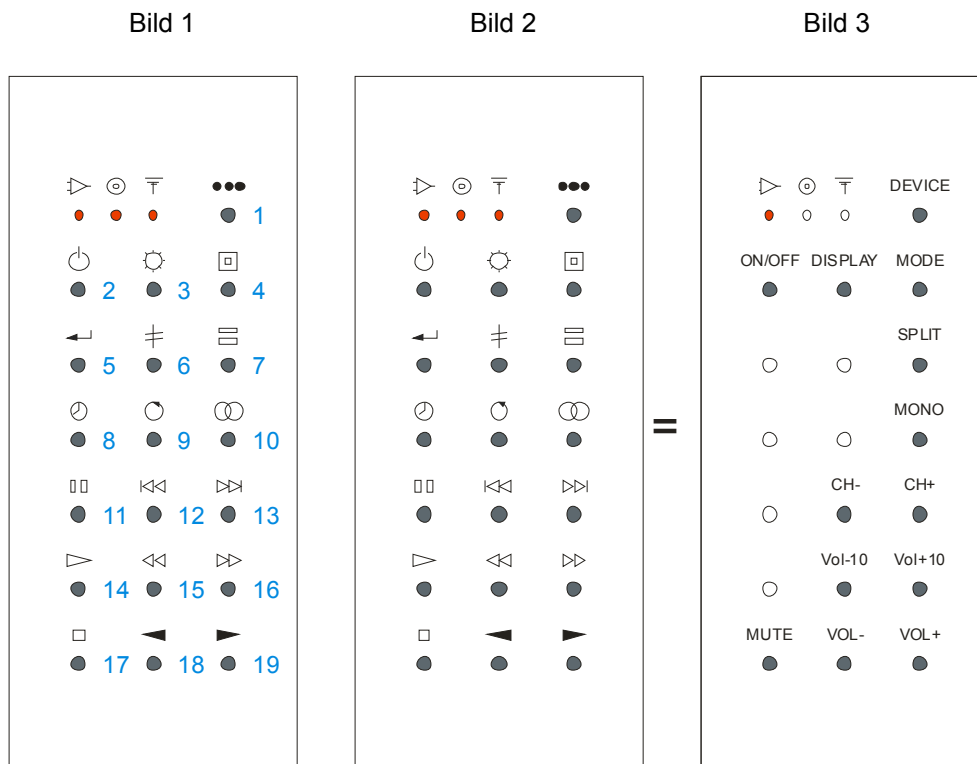 Bild 1 Bild 2 Bild 3
DEVICE
1
ON/OFF DISPLAY MODE
2 3 4
SPLIT
5 6 7
MONO
8 9 10
=
CH- CH+
11 12 13
Vol-10 Vol+10
14 15 16
MUTE VOL- VOL+
17 18 19